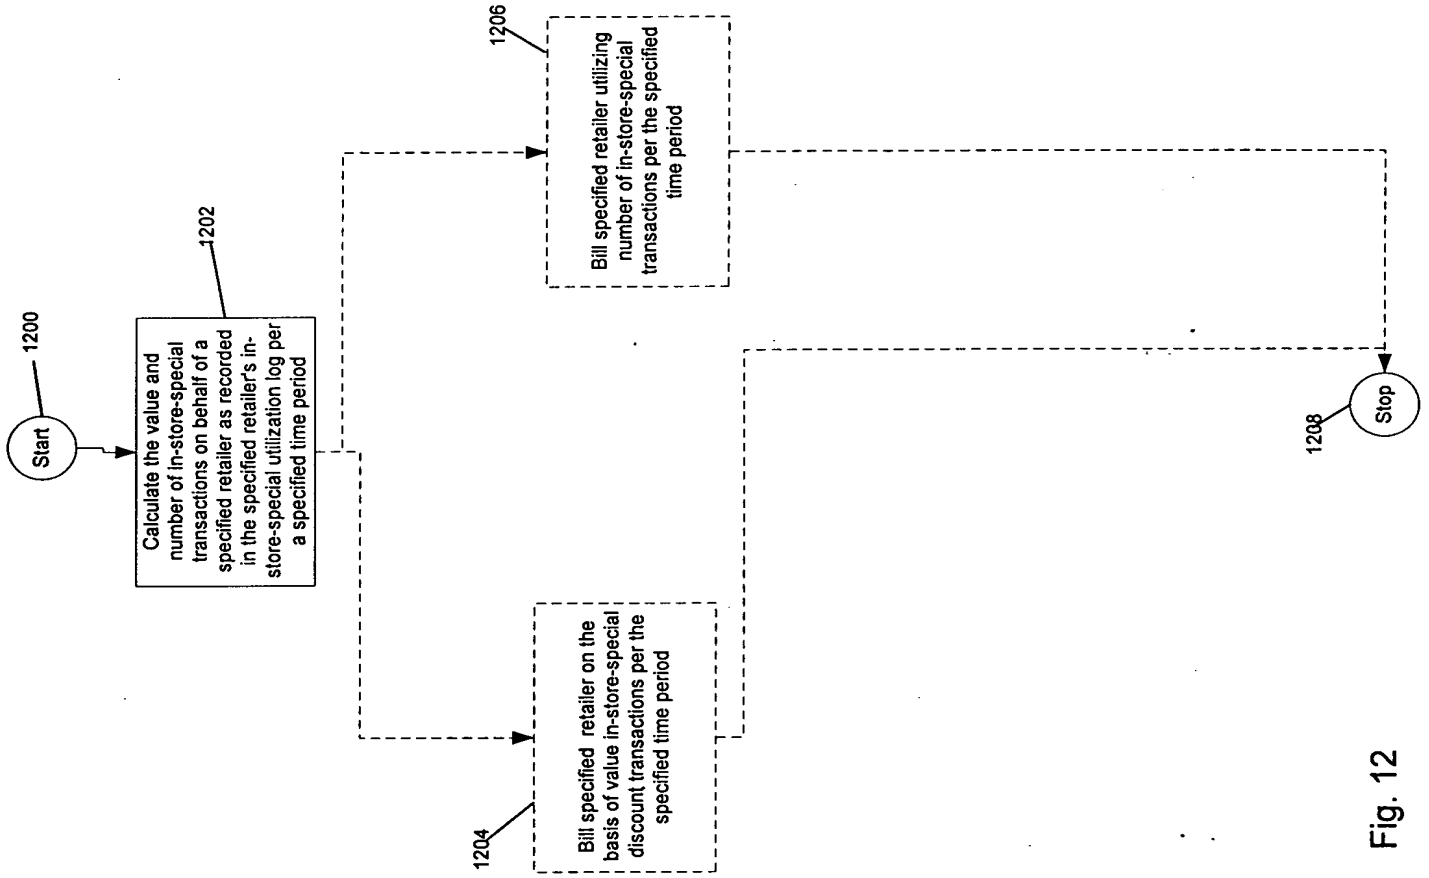 1200
Start
1202
Calculate the value and
number of in-store-special
transactions on behalf of a
specified retailer as recorded
in the specified retailer's in-
store-special utilization log per
a specified time period
1204
Bill specified retailer on the
basis of value in-store-special
discount transactions per the
specified time period
1206
Bill specified retailer utilizing
number of in-store-special
transactions per the specified
time period
1208
Stop
Fig. 12